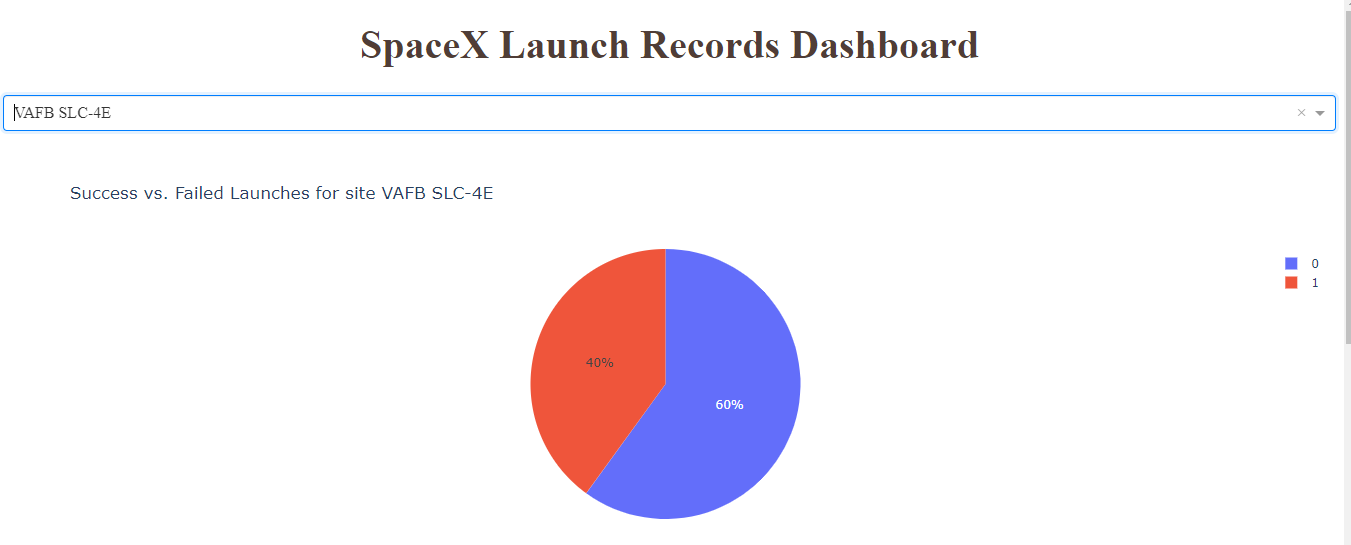 SpaceX Launch Records Dashboard
VAFB SLC-4E
Success vs. Failed Launches for site VAFB SLC-4E
0
1
40%
60%